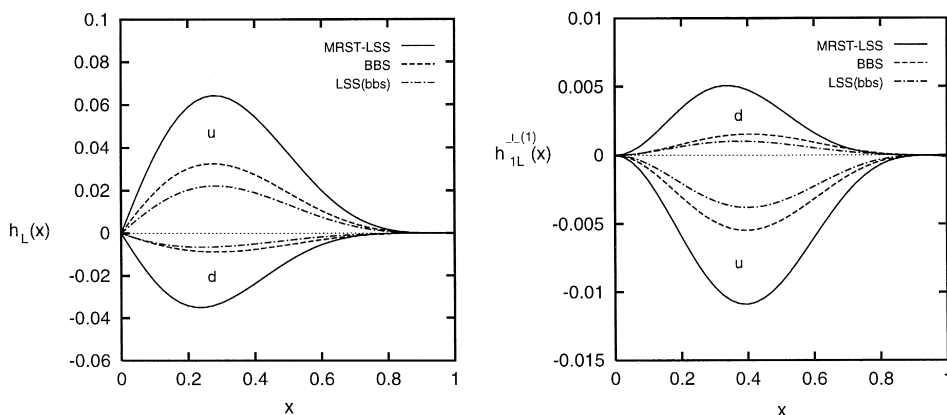 0.1
0.08
0.06
0.04
0.02
0
-0.02
-0.04
-0.06
h_L(x)
MRST-LSS
BBS
LSS(bbs)
u
d
0 0.2 0.4 0.6 0.8 1
x
0.01
0.005
0
-0.005
-0.01
-0.015
h_{1L}^{⊥(1)}(x)
MRST-LSS
BBS
LSS(bbs)
d
u
0 0.2 0.4 0.6 0.8 1
x